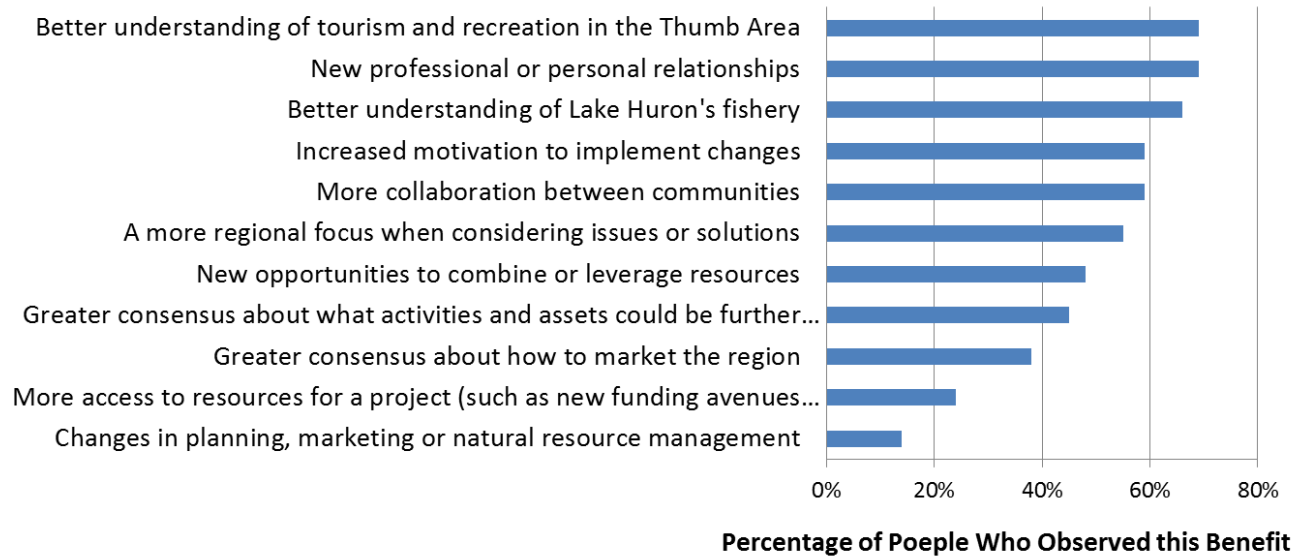 Better understanding of tourism and recreation in the Thumb Area
New professional or personal relationships
Better understanding of Lake Huron's fishery
Increased motivation to implement changes
More collaboration between communities
A more regional focus when considering issues or solutions
New opportunities to combine or leverage resources
Greater consensus about what activities and assets could be further...
Greater consensus about how to market the region
More access to resources for a project (such as new funding avenues...
Changes in planning, marketing or natural resource management
0% 20% 40% 60% 80%
Percentage of Poeple Who Observed this Benefit